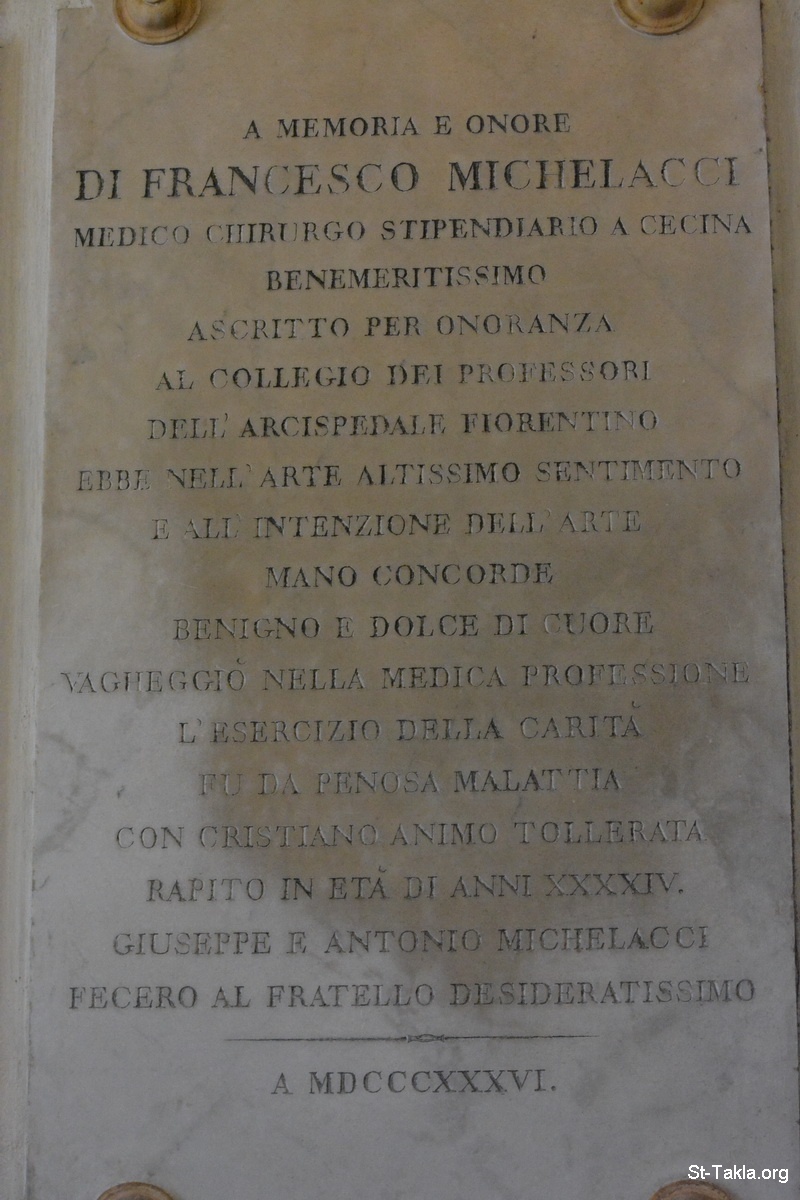 A MEMORIA E ONORE
DI FRANCESCO MICHELACCI
MEDICO CHIRURGO STIPENDIARIO A CECINA
BENEMERITISSIMO
ASCRITTO PER ONORANZA
AL COLLEGIO DEI PROFESSORI
DELL' ARCISPEDALE FIORENTINO
EBBE NELL' ARTE ALTISSIMO SENTIMENTO
E ALL' INTENZIONE DELL' ARTE
MANO CONCORDE
BENIGNO E DOLCE DI CUORE
VAGHEGGIÒ NELLA MEDICA PROFESSIONE
L' ESERCIZIO DELLA CARITÀ
FU DA PENOSA MALATTIA
CON CRISTIANO ANIMO TOLLERATA
RAPITO IN ETÀ DI ANNI XXXXIV.
GIUSEPPE E ANTONIO MICHELACCI
FECERO AL FRATELLO DESIDERATISSIMO
A MDCCCXXXVI.
St-Takla.org